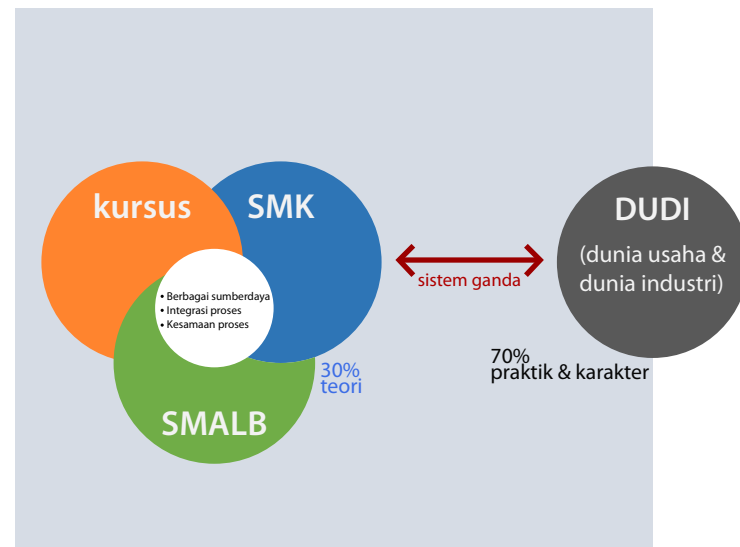 kursus
SMK
• Berbagai sumberdaya
• Integrasi proses
• Kesamaan proses
SMALB
30%
teori
sistem ganda
DUDI
(dunia usaha &
dunia industri)
70%
praktik & karakter